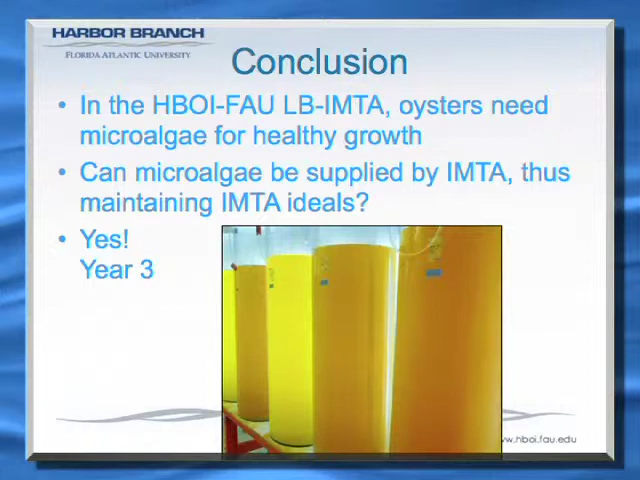 HARBOR BRANCH
FLORIDA ATLANTIC UNIVERSITY
Conclusion
• In the HBOI-FAU LB-IMTA, oysters need
microalgae for healthy growth
• Can microalgae be supplied by IMTA, thus
maintaining IMTA ideals?
• Yes!
Year 3
ww.hboi.fau.edu